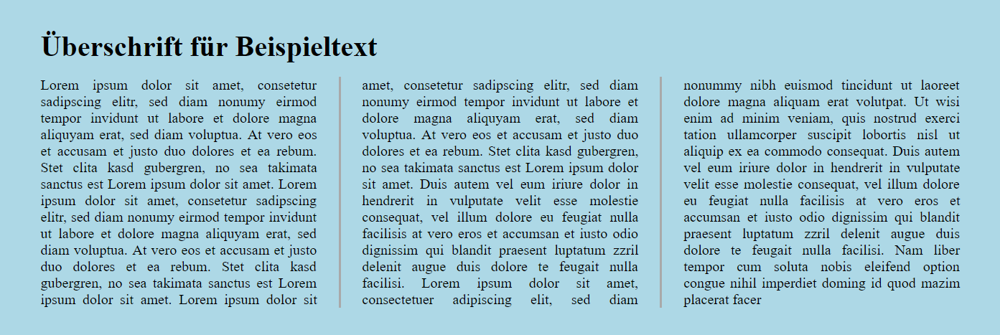 Überschrift für Beispieltext
Lorem ipsum dolor sit amet, consetetur
sadipscing elitr, sed diam nonumy eirmod
tempor invidunt ut labore et dolore magna
aliquyam erat, sed diam voluptua. At vero eos
et accusam et justo duo dolores et ea rebum.
Stet clita kasd gubergren, no sea takimata
sanctus est Lorem ipsum dolor sit amet. Lorem
ipsum dolor sit amet, consetetur sadipscing
elitr, sed diam nonumy eirmod tempor invidunt
ut labore et dolore magna aliquyam erat, sed
diam voluptua. At vero eos et accusam et justo
duo dolores et ea rebum. Stet clita kasd
gubergren, no sea takimata sanctus est Lorem
ipsum dolor sit amet. Lorem ipsum dolor sit
amet, consetetur sadipscing elitr, sed diam
nonumy eirmod tempor invidunt ut labore et
dolore magna aliquyam erat, sed diam
voluptua. At vero eos et accusam et justo duo
dolores et ea rebum. Stet clita kasd gubergren,
no sea takimata sanctus est Lorem ipsum dolor
sit amet. Duis autem vel eum iriure dolor in
hendrerit in vulputate velit esse molestie
consequat, vel illum dolore eu feugiat nulla
facilisis at vero eros et accumsan et iusto odio
dignissim qui blandit praesent luptatum zzril
delenit augue duis dolore te feugait nulla
facilisi. Lorem ipsum dolor sit amet,
consectetuer adipiscing elit, sed diam
nonummy nibh euismod tincidunt ut laoreet
dolore magna aliquam erat volutpat. Ut wisi
enim ad minim veniam, quis nostrud exerci
tation ullamcorper suscipit lobortis nisl ut
aliquip ex ea commodo consequat. Duis autem
vel eum iriure dolor in hendrerit in vulputate
velit esse molestie consequat, vel illum dolore
eu feugiat nulla facilisis at vero eros et
accumsan et iusto odio dignissim qui blandit
praesent luptatum zzril delenit augue duis
dolore te feugait nulla facilisi. Nam liber
tempor cum soluta nobis eleifend option
congue nihil imperdiet doming id quod mazim
placerat facer